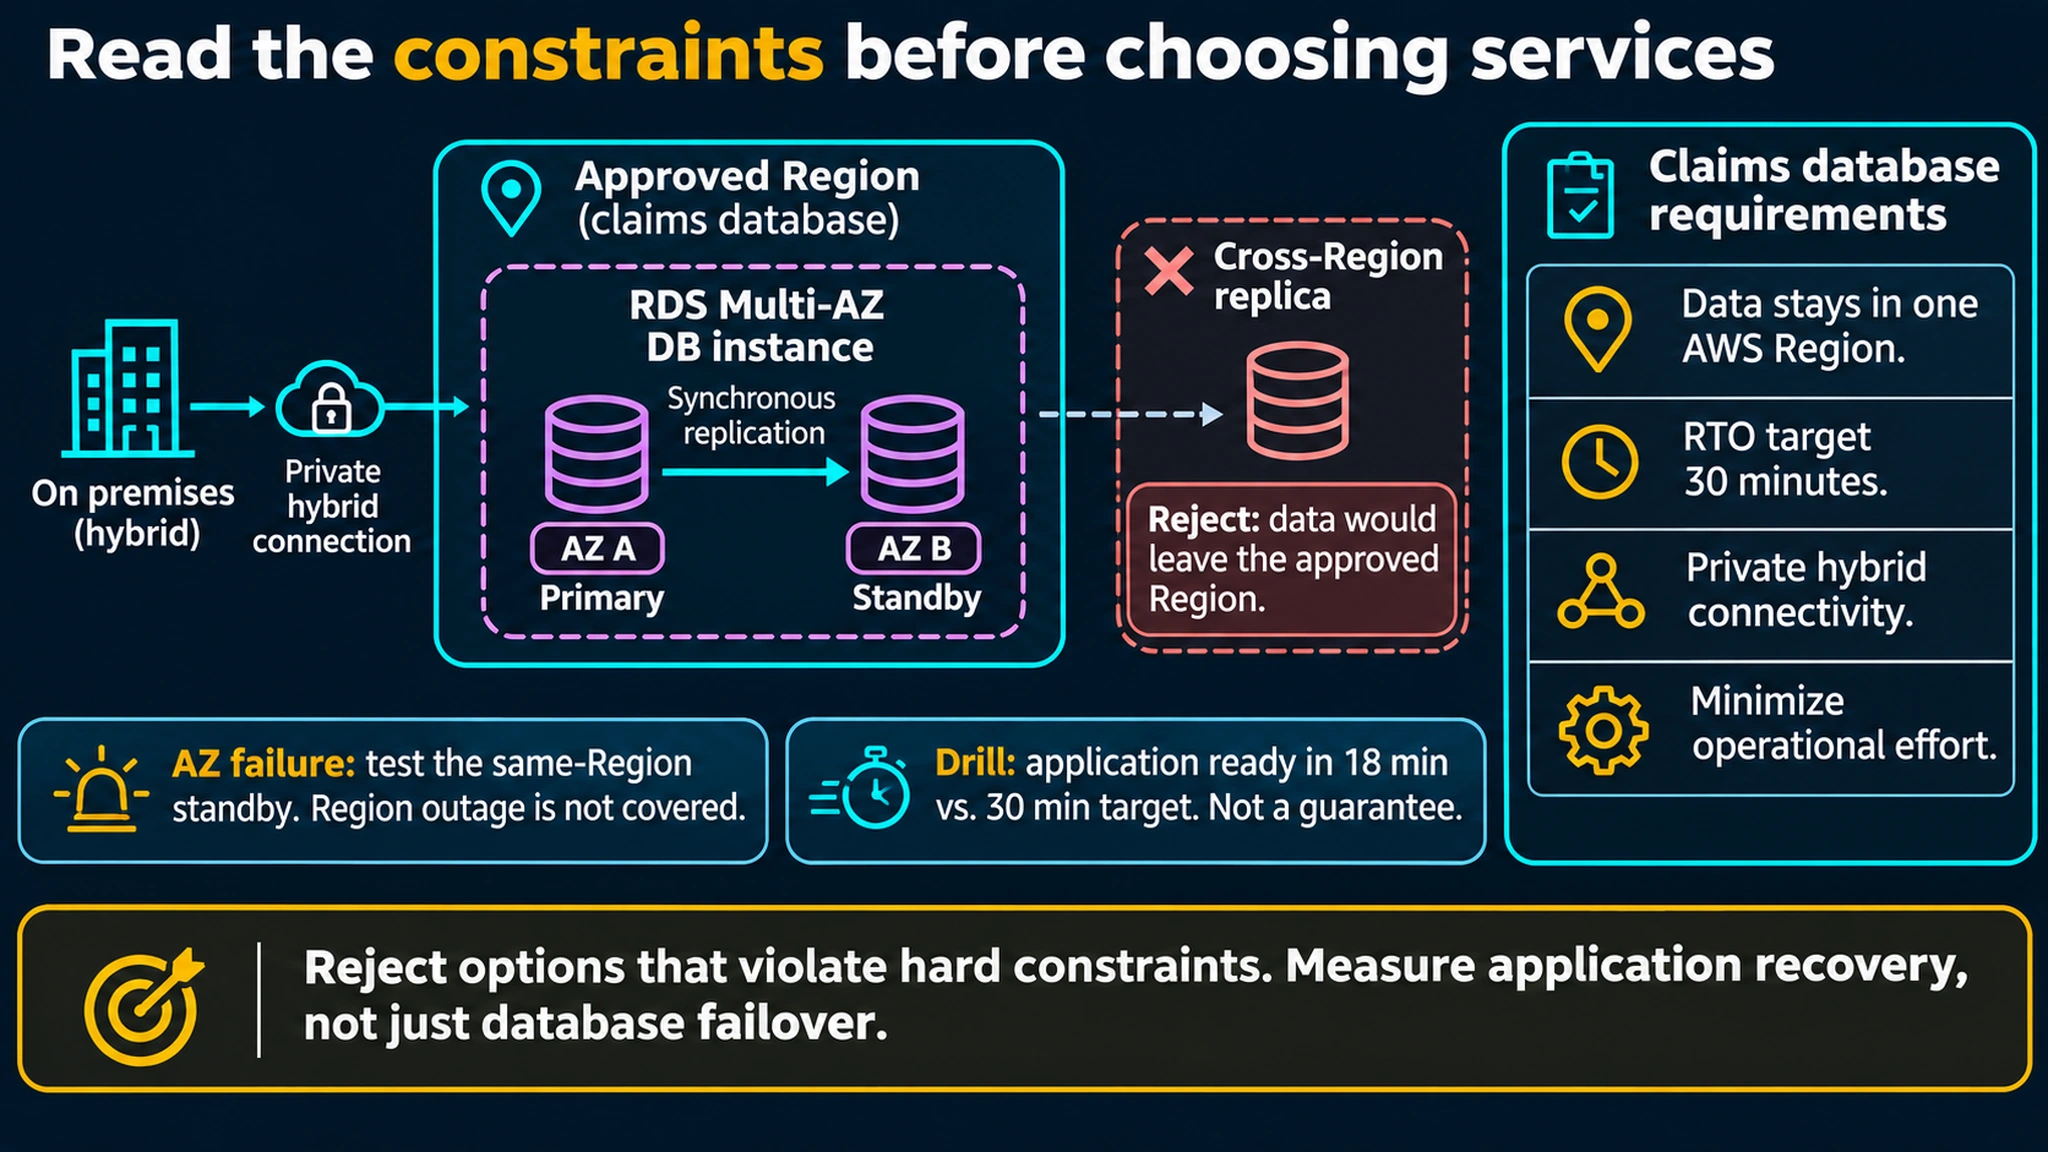 Read the constraints before choosing services
On premises
(hybrid)
Private
hybrid
connection
Approved Region
(claims database)
RDS Multi-AZ
DB instance
Synchronous
replication
AZ A
Primary
AZ B
Standby
Cross-Region
replica
Reject: data would
leave the approved
Region.
Claims database
requirements
Data stays in one
AWS Region.
RTO target
30 minutes.
Private hybrid
connectivity.
Minimize
operational effort.
AZ failure: test the same-Region
standby. Region outage is not covered.
Drill: application ready in 18 min
vs. 30 min target. Not a guarantee.
Reject options that violate hard constraints. Measure application recovery,
not just database failover.